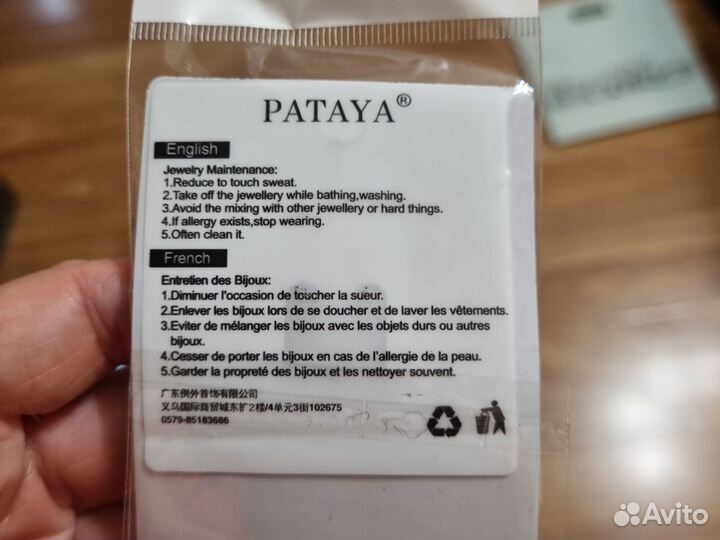 PATAYA®
English
Jewelry Maintenance:
1.Reduce to touch sweat.
2.Take off the jewellery while bathing,washing.
3.Avoid the mixing with other jewellery or hard things.
4.If allergy exists,stop wearing.
5.Often clean it.
French
Entretien des Bijoux:
1.Diminuer l'occasion de toucher la sueur.
2.Enlever les bijoux lors de se doucher et de laver les vêtements.
3.Eviter de mélanger les bijoux avec les objets durs ou autres
bijoux.
4.Cesser de porter les bijoux en cas de l'allergie de la peau.
5.Garder la propreté des bijoux et les nettoyer souvent.
广东例外首饰有限公司
义乌国际商贸城东扩2楼/4单元3街102675
0579-85183686
Avito